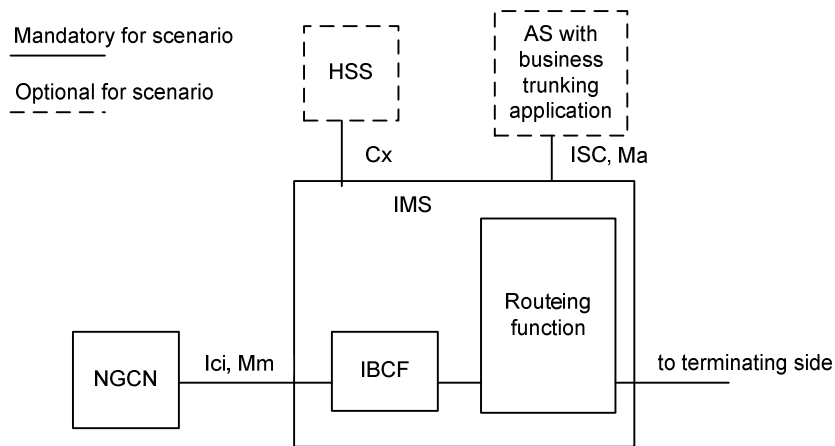 Mandatory for scenario
Optional for scenario
HSS
AS with
business
trunking
application
Cx
ISC, Ma
IMS
Routeing
function
NGCN
Ici, Mm
IBCF
to terminating side